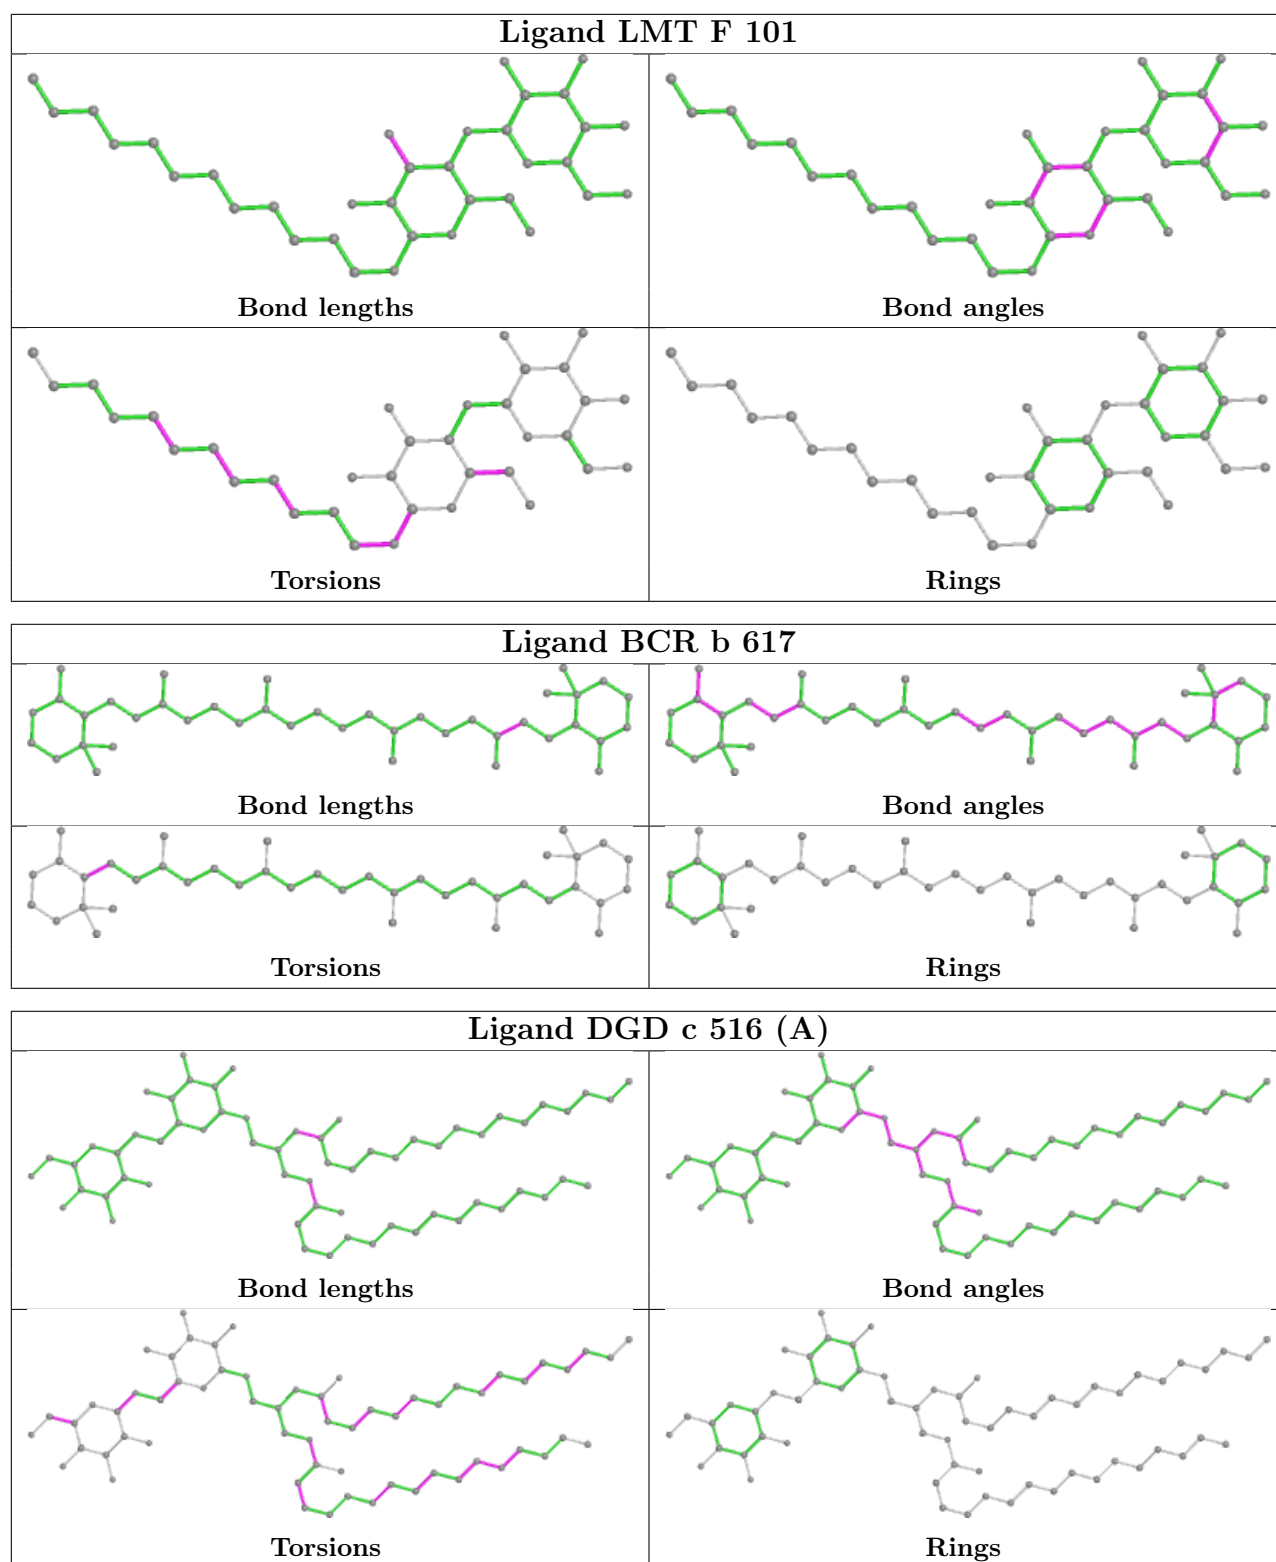 Ligand LMT F 101
Bond lengths
Bond angles
Torsions
Rings
Ligand BCR b 617
Bond lengths
Bond angles
Torsions
Rings
Ligand DGD c 516 (A)
Bond lengths
Bond angles
Torsions
Rings